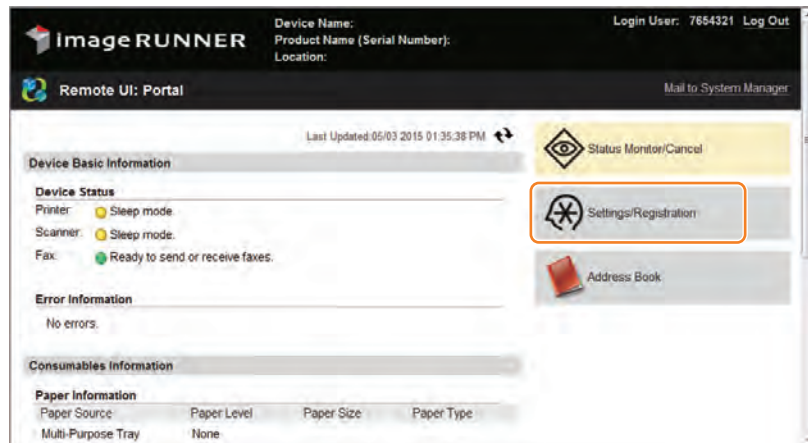 imageRUNNER
Device Name:
Product Name (Serial Number):
Location:
Login User: 7654321 Log Out
Remote UI: Portal
Mail to System Manager
Last Updated:05/03 2015 01:35:38 PM
Device Basic Information
Device Status
Printer: Sleep mode.
Scanner: Sleep mode.
Fax: Ready to send or receive faxes.
Error Information
No errors.
Consumables Information
Paper Information
Paper Source Paper Level Paper Size Paper Type
Multi-Purpose Tray None
Status Monitor/Cancel
Settings/Registration
Address Book